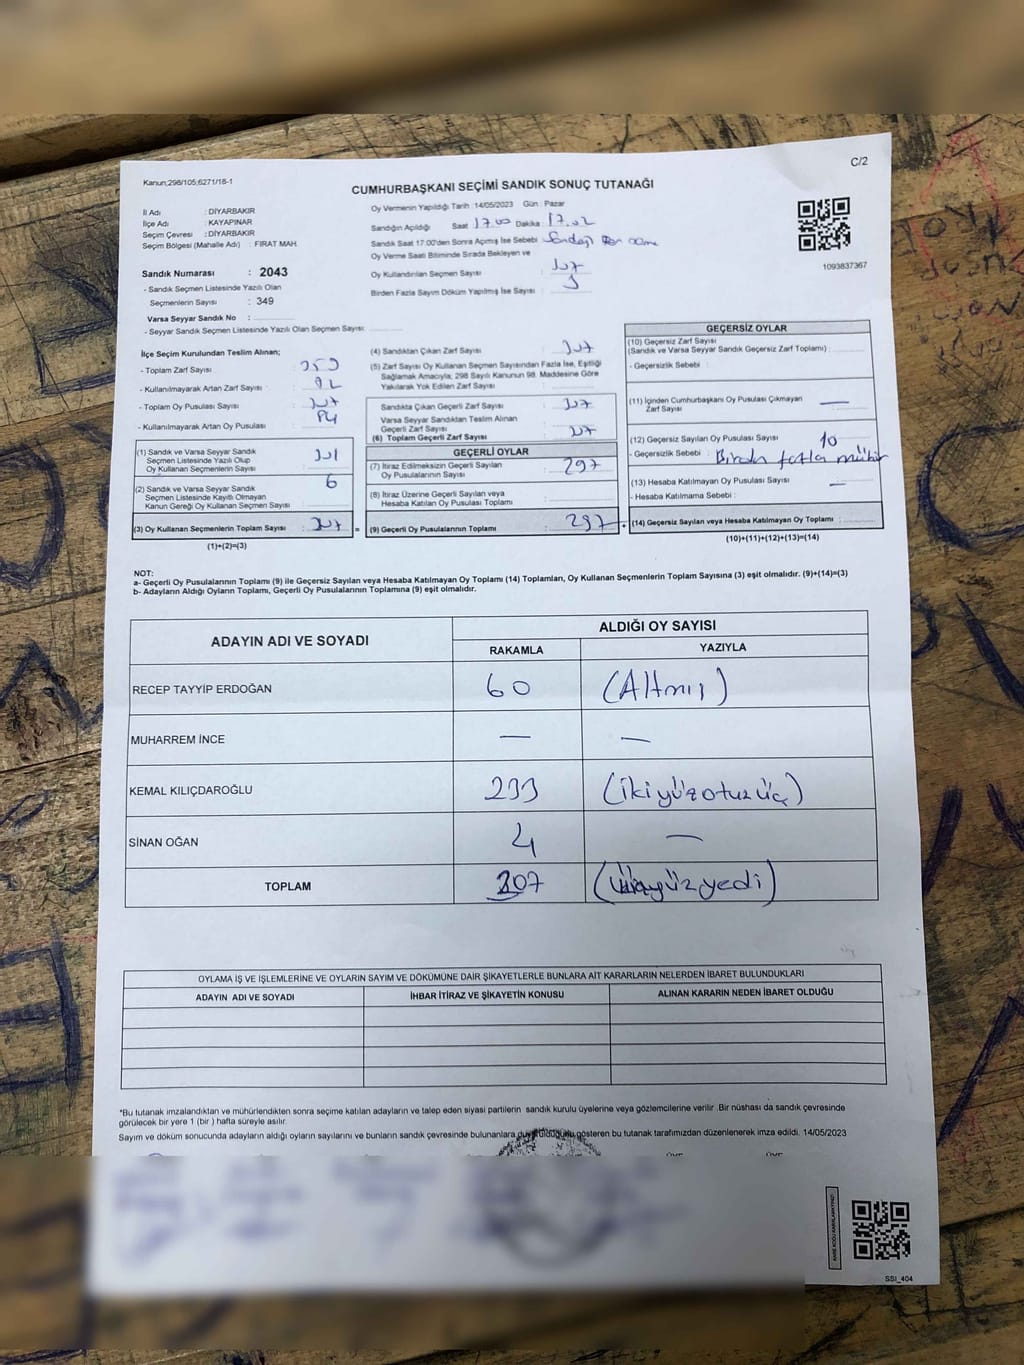 C/2
Kanun;298/105;6271/18-1
CUMHURBAŞKANI SEÇİMİ SANDIK SONUÇ TUTANAĞI
İl Adı : DİYARBAKIR
İlçe Adı : KAYAPINAR
Seçim Çevresi : DİYARBAKIR
Seçim Bölgesi (Mahalle Adı) : FIRAT MAH.
Sandık Numarası : 2043
- Sandık Seçmen Listesinde Yazılı Olan
Seçmenlerin Sayısı : 349
Varsa Seyyar Sandık No :
- Seyyar Sandık Seçmen Listesinde Yazılı Olan Seçmen Sayısı:
Oy Vermenin Yapıldığı Tarih :14/05/2023 Gün : Pazar
Sandığın Açıldığı Saat 17.00 Dakika : 17.02
Sandık Saat 17:00'den Sonra Açımış İse Sebebi
Oy Verme Saati Bitiminde Sırada Bekleyen ve
Oy Kullandırılan Seçmen Sayısı :
Birden Fazla Sayım Döküm Yapılmış İse Sayısı :
1093837367
İlçe Seçim Kurulundan Teslim Alınan;
- Toplam Zarf Sayısı :
- Kullanılmayarak Artan Zarf Sayısı :
- Toplam Oy Pusulası Sayısı :
- Kullanılmayarak Artan Oy Pusulası :
(1) Sandık ve Varsa Seyyar Sandık
Seçmen Listesinde Yazılı Olup
Oy Kullanan Seçmenlerin Sayısı :
(2) Sandık ve Varsa Seyyar Sandık
Seçmen Listesinde Kayıtlı Olmayan
Kanun Gereği Oy Kullanan Seçmen Sayısı : 6
(3) Oy Kullanan Seçmenlerin Toplam Sayısı :
(1)+(2)=(3)
(4) Sandıktan Çıkan Zarf Sayısı :
(5) Zarf Sayısı Oy Kullanan Seçmen Sayısından Fazla İse, Eşitliği
Sağlamak Amacıyla; 298 Sayılı Kanunun 98. Maddesine Göre
Yakılarak Yok Edilen Zarf Sayısı :
Sandıkta Çıkan Geçerli Zarf Sayısı :
Varsa Seyyar Sandıktan Teslim Alınan
Geçerli Zarf Sayısı :
(6) Toplam Geçerli Zarf Sayısı :
GEÇERLİ OYLAR
(7) İtiraz Edilmeksizin Geçerli Sayılan
Oy Pusulalarının Sayısı : 297
(8) İtiraz Üzerine Geçerli Sayılan veya
Hesaba Katılan Oy Pusulası Toplamı :
= (9) Geçerli Oy Pusulalarının Toplamı : 297
GEÇERSİZ OYLAR
(10) Geçersiz Zarf Sayısı
(Sandık ve Varsa Seyyar Sandık Geçersiz Zarf Toplamı) :
- Geçersizlik Sebebi :
(11) İçinden Cumhurbaşkanı Oy Pusulası Çıkmayan
Zarf Sayısı : —
(12) Geçersiz Sayılan Oy Pusulası Sayısı : 10
- Geçersizlik Sebebi : Birden fazla mühür
(13) Hesaba Katılmayan Oy Pusulası Sayısı : —
- Hesaba Katılmama Sebebi :
+ (14) Geçersiz Sayılan veya Hesaba Katılmayan Oy Toplamı :
(10)+(11)+(12)+(13)=(14)
NOT:
a- Geçerli Oy Pusulalarının Toplamı (9) ile Geçersiz Sayılan veya Hesaba Katılmayan Oy Toplamı (14) Toplamları, Oy Kullanan Seçmenlerin Toplam Sayısına (3) eşit olmalıdır. (9)+(14)=(3)
b- Adayların Aldığı Oyların Toplamı, Geçerli Oy Pusulalarının Toplamına (9) eşit olmalıdır.
ADAYIN ADI VE SOYADI ALDIĞI OY SAYISI
RAKAMLA YAZIYLA
RECEP TAYYİP ERDOĞAN 60 (Altmış)
MUHARREM İNCE — —
KEMAL KILIÇDAROĞLU 233 (ikiyüzotuzüç)
SİNAN OĞAN 4 —
TOPLAM 307 yedi)
OYLAMA İŞ VE İŞLEMLERİNE VE OYLARIN SAYIM VE DÖKÜMÜNE DAİR ŞİKAYETLERLE BUNLARA AİT KARARLARIN NELERDEN İBARET BULUNDUKLARI
ADAYIN ADI VE SOYADI İHBAR İTİRAZ VE ŞİKAYETİN KONUSU ALINAN KARARIN NEDEN İBARET OLDUĞU
*Bu tutanak imzalandıktan ve mühürlendikten sonra seçime katılan adayların ve talep eden siyasi partilerin sandık kurulu üyelerine veya gözlemcilerine verilir .Bir nüshası da sandık çevresinde
görülecek bir yere 1 (bir ) hafta süreyle asılır.
Sayım ve döküm sonucunda adayların aldığı oyların sayılarını ve bunların sandık çevresinde bulunanlara gösteren bu tutanak tarafımızdan düzenlenerek imza edildi. 14/05/2023
SSİ_404